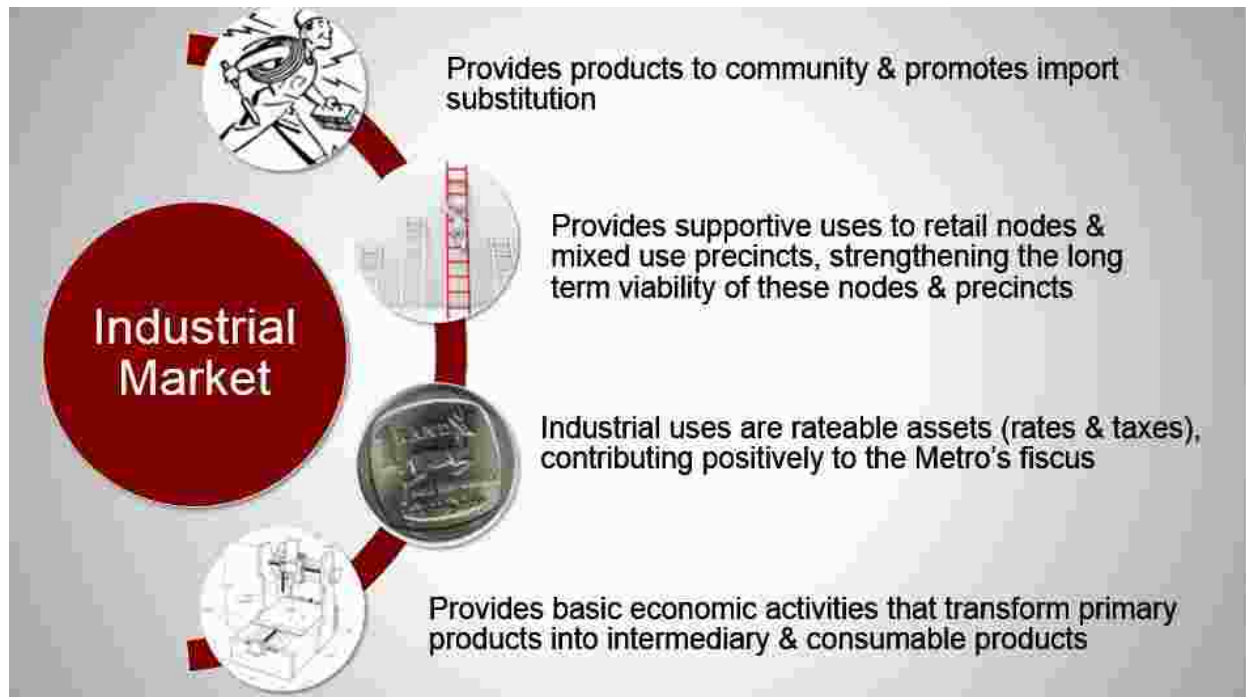 Industrial
Market
Provides products to community & promotes import
substitution
Provides supportive uses to retail nodes &
mixed use precincts, strengthening the long
term viability of these nodes & precincts
Industrial uses are rateable assets (rates & taxes),
contributing positively to the Metro's fiscus
Provides basic economic activities that transform primary
products into intermediary & consumable products